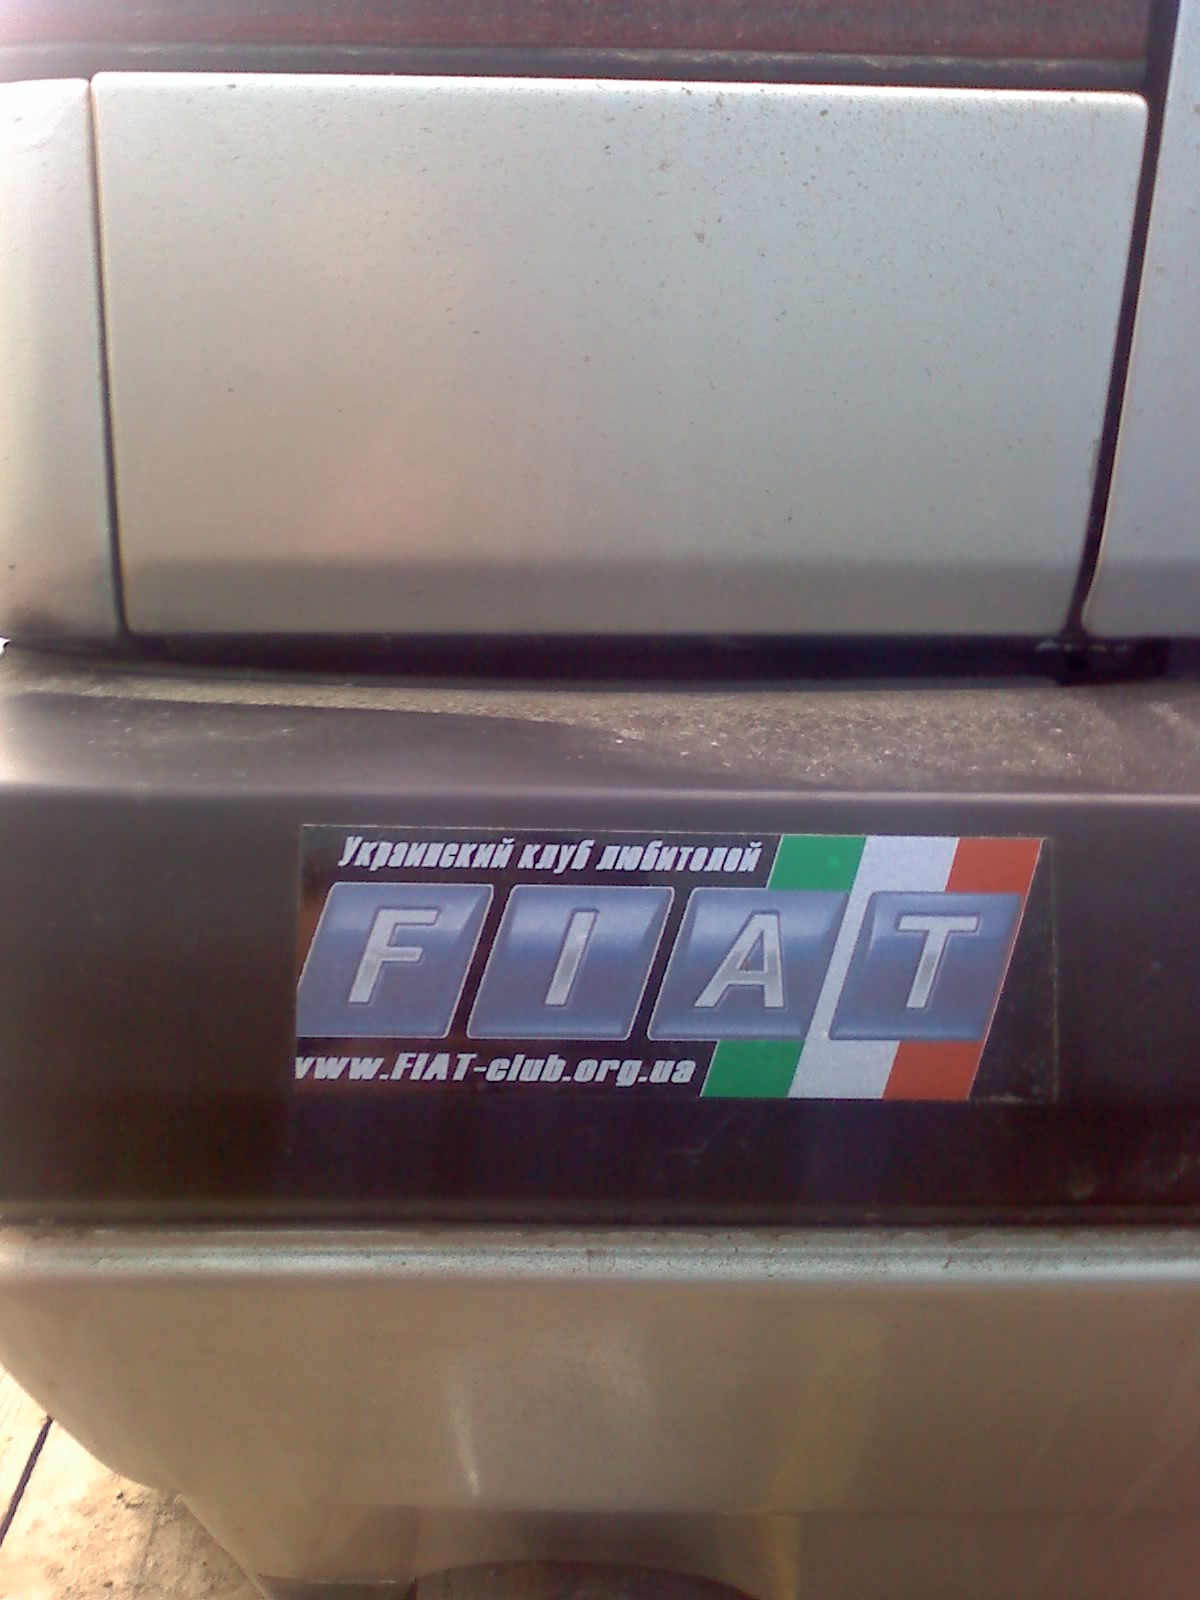 Украинский клуб любителей
FIAT
www.FIAT-club.org.ua